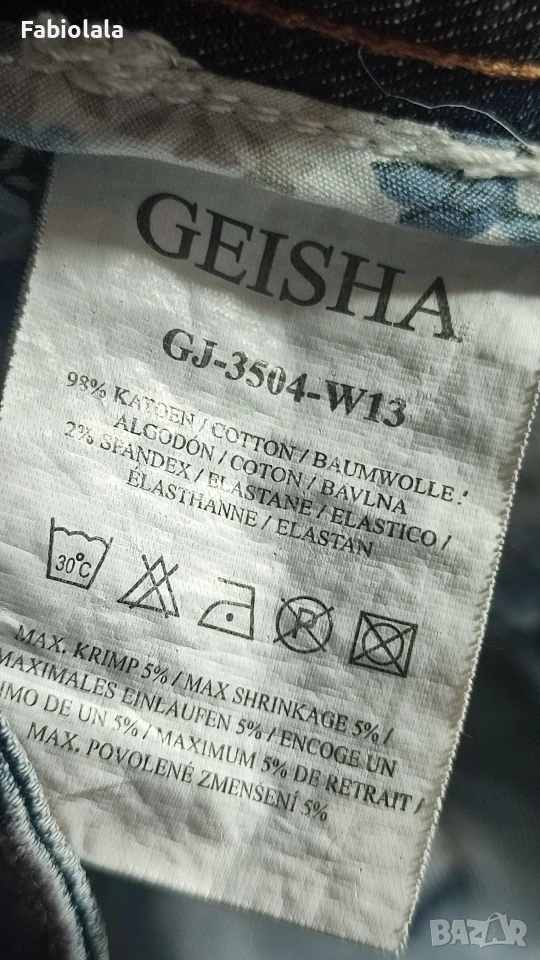 Fabiolala
GEISHA
GJ-3504-W13
98% KATOEN / COTTON / BAUMWOLLE /
ALGODÓN / COTON / BAVLNA
2% SPANDEX / ELASTANE / ELASTICO /
ÉLASTHANNE / ELASTAN
30°C
P
MAX. KRIMP 5% / MAX SHRINKAGE 5% /
MAXIMALES EINLAUFEN 5% / ENCOGE UN
IMO DE UN 5% / MAXIMUM 5% DE RETRAIT /
MAX. POVOLENÉ ZMENŠENÍ 5%
BAZAR